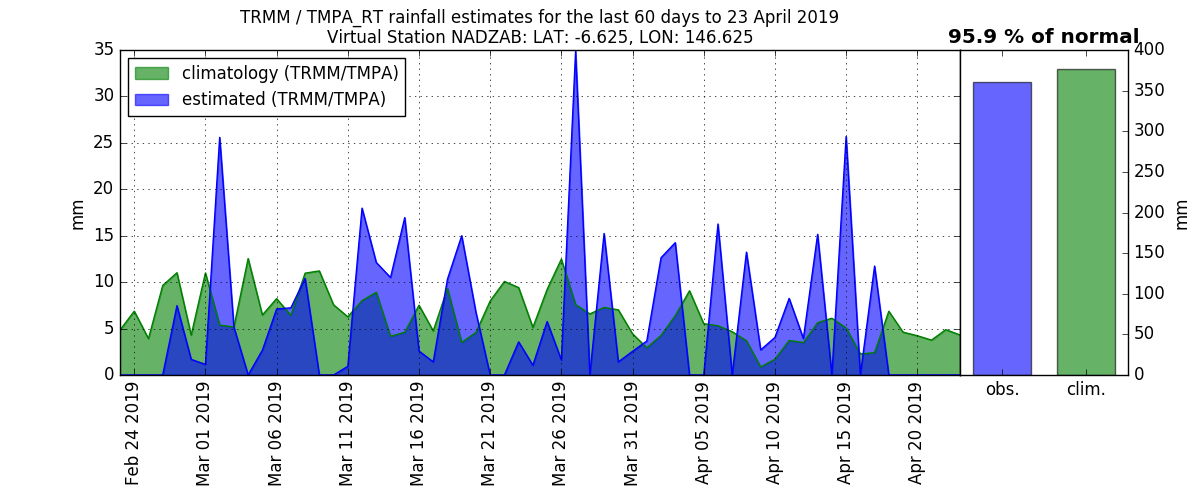 TRMM / TMPA_RT rainfall estimates for the last 60 days to 23 April 2019
Virtual Station NADZAB: LAT: -6.625, LON: 146.625
95.9 % of normal
climatology (TRMM/TMPA)
estimated (TRMM/TMPA)
mm
35
30
25
20
15
10
5
0
Feb 24 2019
Mar 01 2019
Mar 06 2019
Mar 11 2019
Mar 16 2019
Mar 21 2019
Mar 26 2019
Mar 31 2019
Apr 05 2019
Apr 10 2019
Apr 15 2019
Apr 20 2019
obs.
clim.
400
350
300
250
200
150
100
50
0
mm